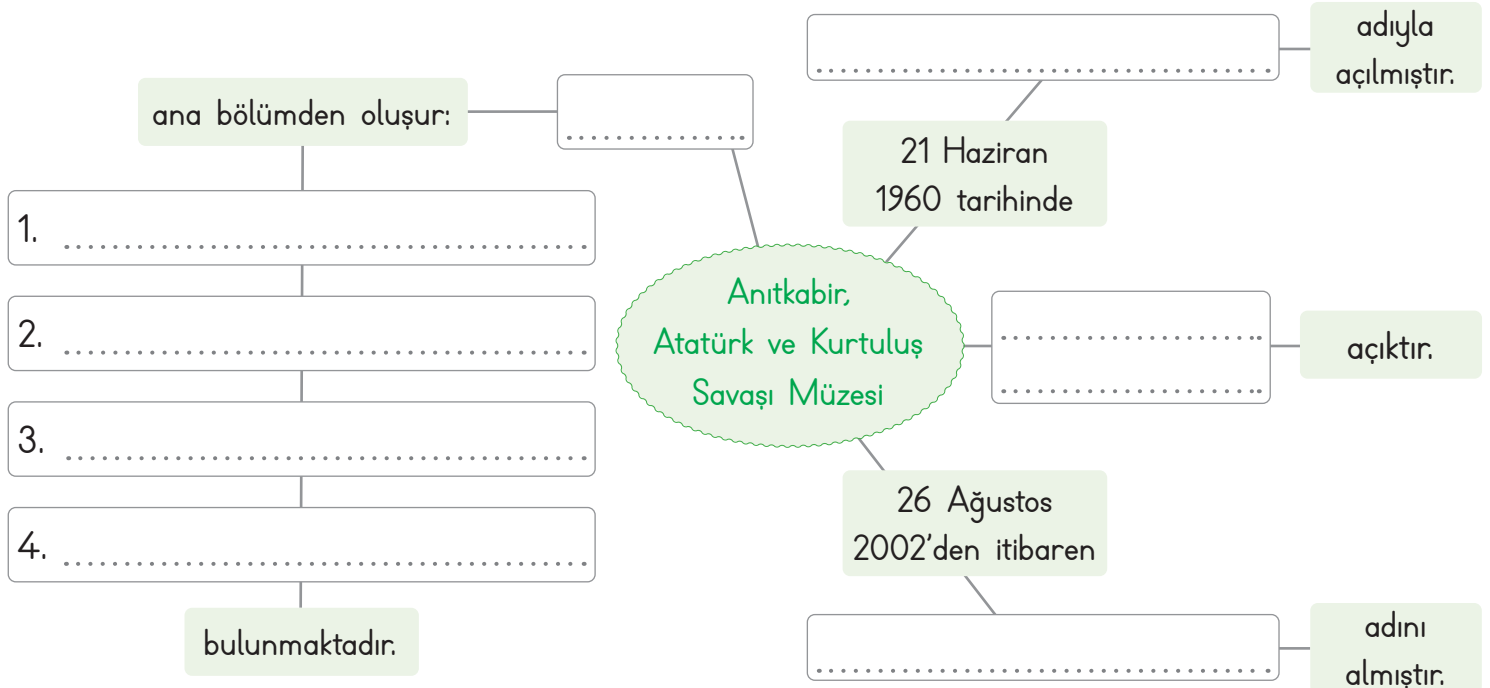 ana bölümden oluşur:
1.
2.
3.
4.
bulunmaktadır.
adıyla
açılmıştır.
21 Haziran
1960 tarihinde
Anıtkabir,
Atatürk ve Kurtuluş
Savaşı Müzesi
açıktır.
26 Ağustos
2002'den itibaren
adını
almıştır.